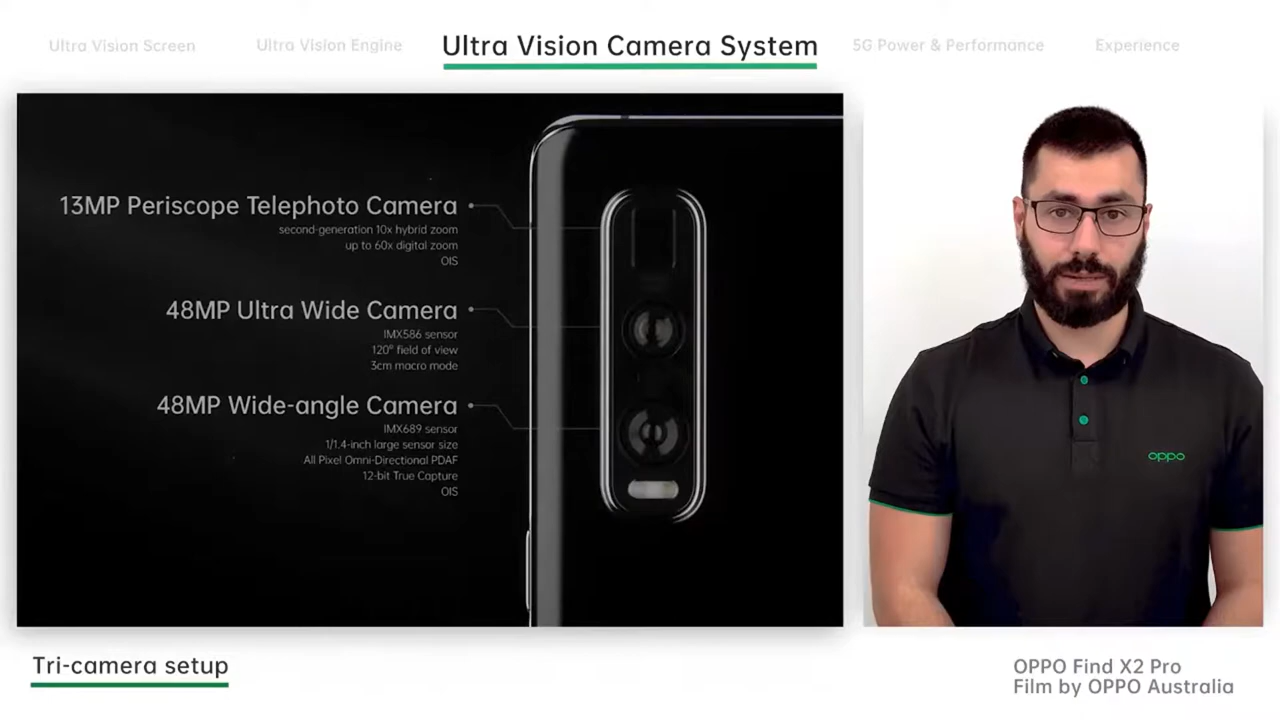 Ultra Vision Screen
Ultra Vision Engine
Ultra Vision Camera System
5G Power & Performance
Experience
13MP Periscope Telephoto Camera
second-generation 10x hybrid zoom
up to 60x digital zoom
OIS
48MP Ultra Wide Camera
IMX586 sensor
120° field of view
3cm macro mode
48MP Wide-angle Camera
IMX689 sensor
1/1.4-inch large sensor size
All Pixel Omni-Directional PDAF
12-bit True Capture
OIS
oppo
Tri-camera setup
OPPO Find X2 Pro
Film by OPPO Australia